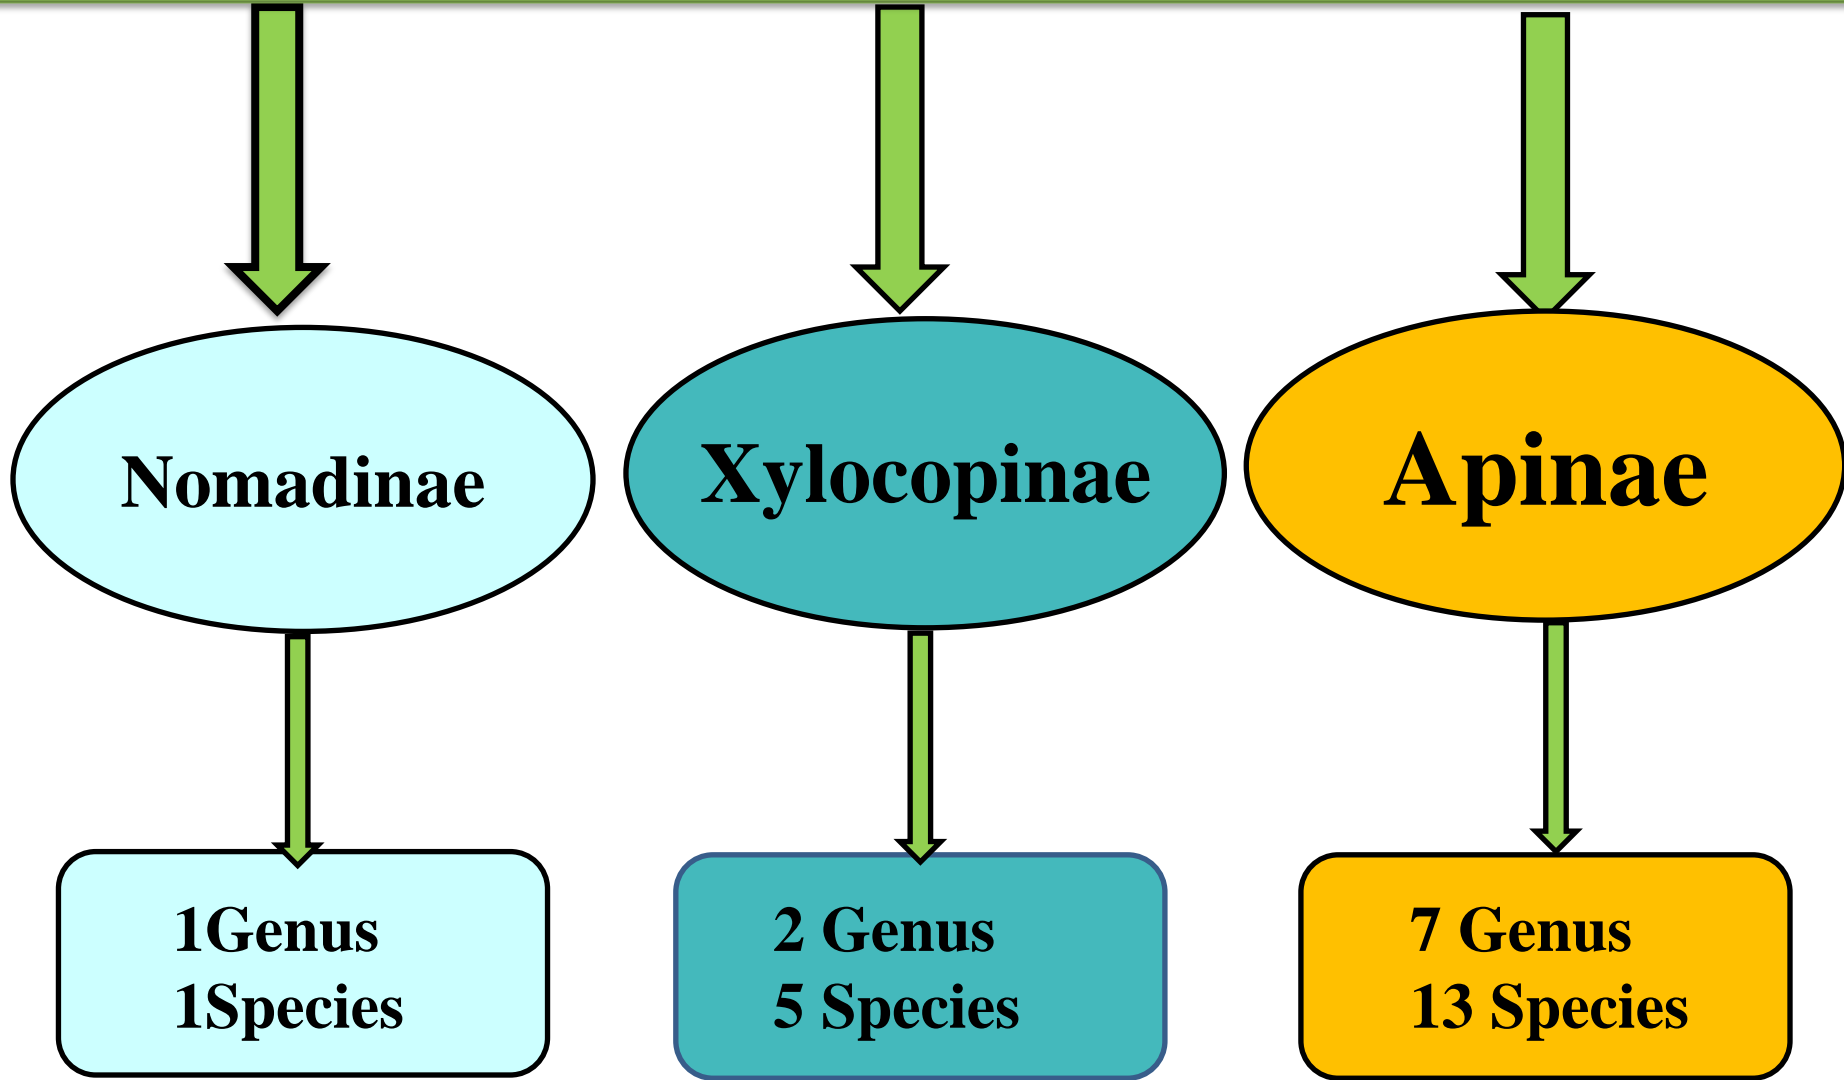 Nomadinae
Xylocopinae
Apinae
1Genus
1Species
2 Genus
5 Species
7 Genus
13 Species